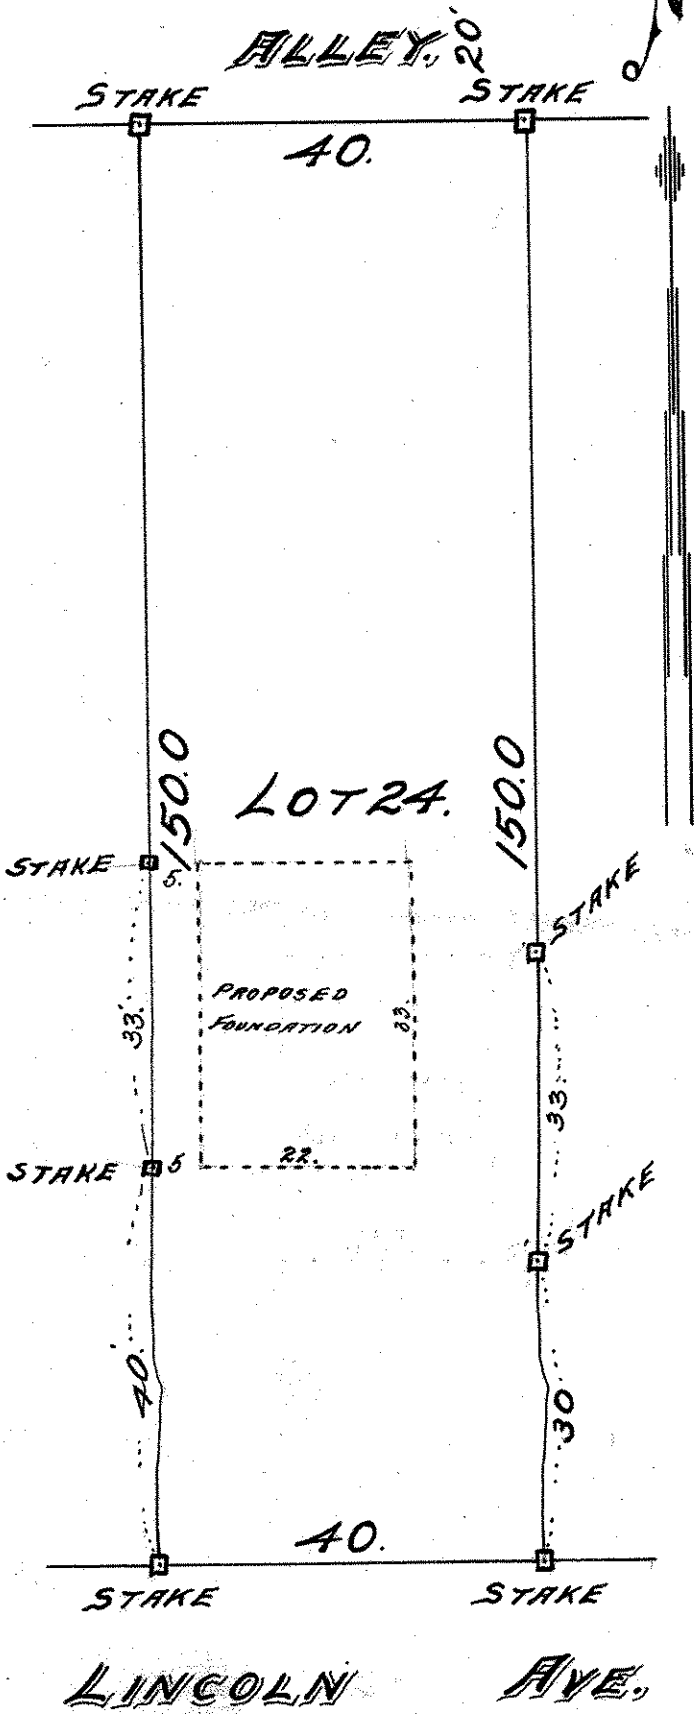 ALLEY, 20'
STAKE STAKE
40.
150.0 150.0
LOT 24.
STAKE 5. STAKE
PROPOSED
FOUNDATION
33. 33. 33.
STAKE 5 22.
STAKE
40. 30
40.
STAKE STAKE
LINCOLN AVE.,